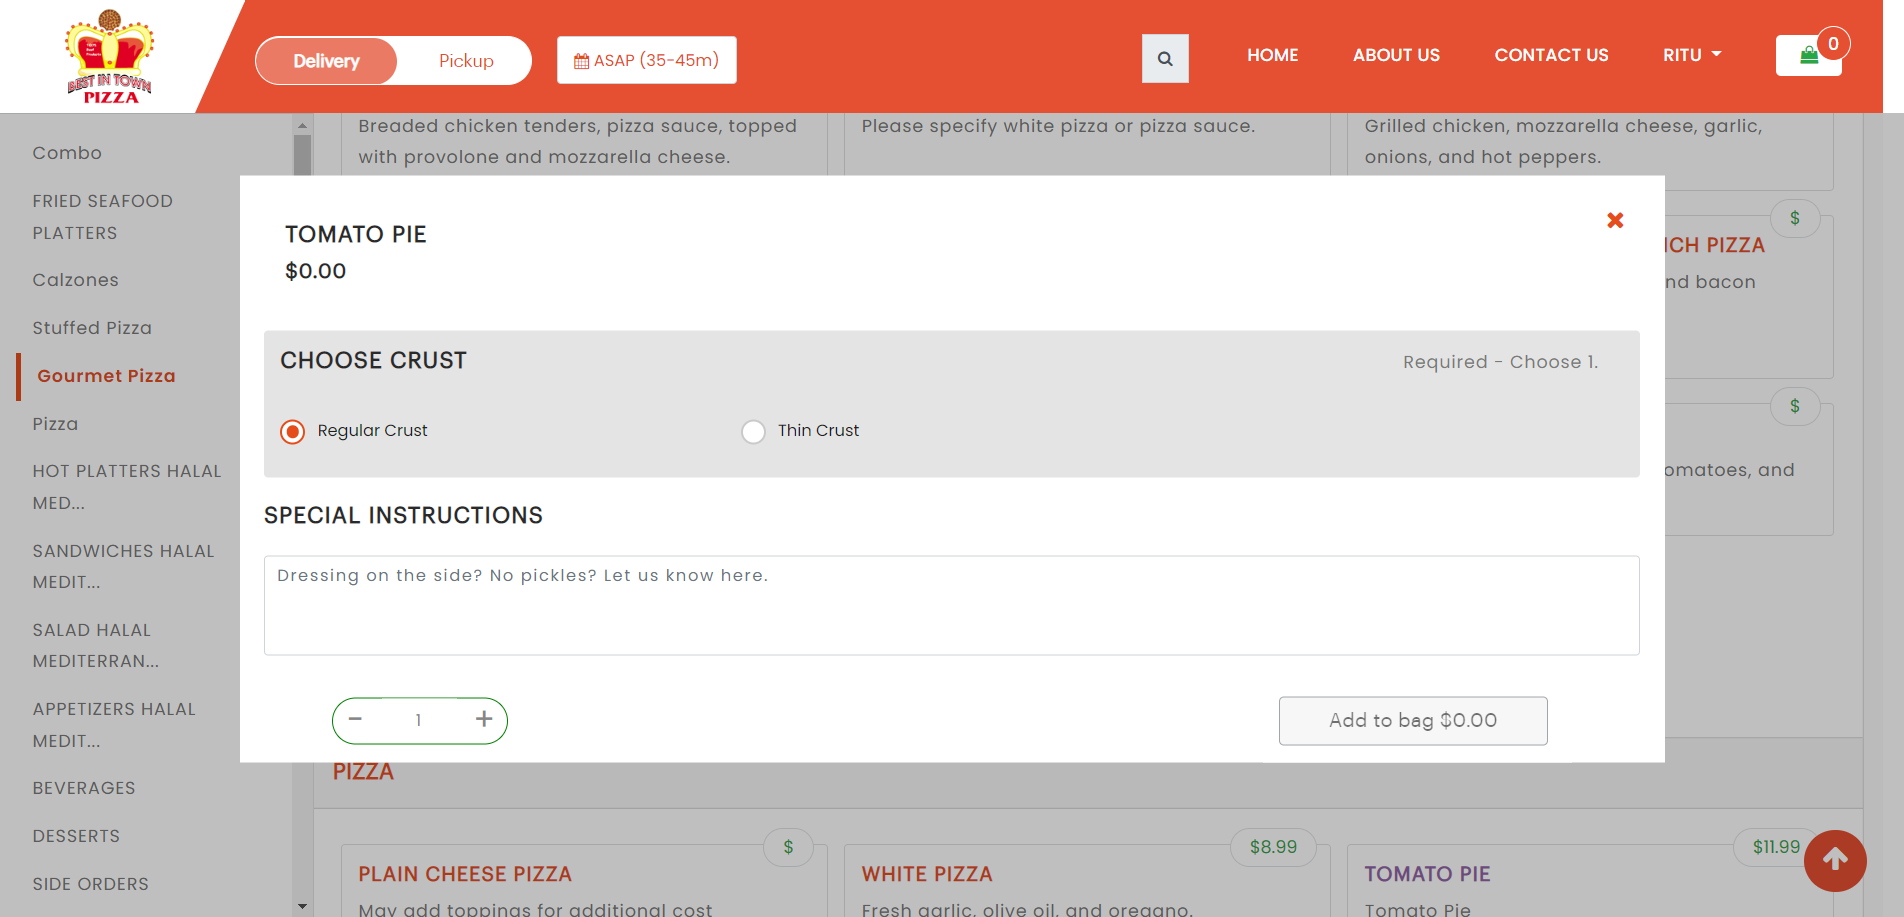 BEST IN TOWN
PIZZA
Delivery
Pickup
ASAP (35-45m)
HOME
ABOUT US
CONTACT US
RITU
0
Combo
FRIED SEAFOOD
PLATTERS
Calzones
Stuffed Pizza
Gourmet Pizza
Pizza
HOT PLATTERS HALAL
MED...
SANDWICHES HALAL
MEDIT...
SALAD HALAL
MEDITERRAN...
APPETIZERS HALAL
MEDIT...
BEVERAGES
DESSERTS
SIDE ORDERS
Breaded chicken tenders, pizza sauce, topped
with provolone and mozzarella cheese.
Please specify white pizza or pizza sauce.
Grilled chicken, mozzarella cheese, garlic,
onions, and hot peppers.
$
ICH PIZZA
nd bacon
$
omatoes, and
TOMATO PIE
$0.00
CHOOSE CRUST
Required - Choose 1.
Regular Crust
Thin Crust
SPECIAL INSTRUCTIONS
Dressing on the side? No pickles? Let us know here.
− 1 +
Add to bag $0.00
PIZZA
$
PLAIN CHEESE PIZZA
May add toppings for additional cost
$8.99
WHITE PIZZA
Fresh garlic, olive oil, and oregano.
$11.99
TOMATO PIE
Tomato Pie